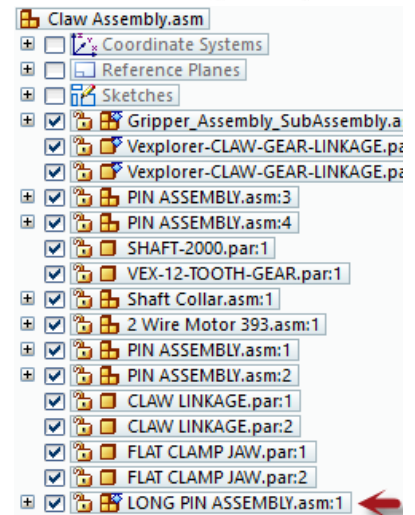 Claw Assembly.asm
Coordinate Systems
Reference Planes
Sketches
Gripper_Assembly_SubAssembly.a
Vexplorer-CLAW-GEAR-LINKAGE.pa
Vexplorer-CLAW-GEAR-LINKAGE.pa
PIN ASSEMBLY.asm:3
PIN ASSEMBLY.asm:4
SHAFT-2000.par:1
VEX-12-TOOTH-GEAR.par:1
Shaft Collar.asm:1
2 Wire Motor 393.asm:1
PIN ASSEMBLY.asm:1
PIN ASSEMBLY.asm:2
CLAW LINKAGE.par:1
CLAW LINKAGE.par:2
FLAT CLAMP JAW.par:1
FLAT CLAMP JAW.par:2
LONG PIN ASSEMBLY.asm:1